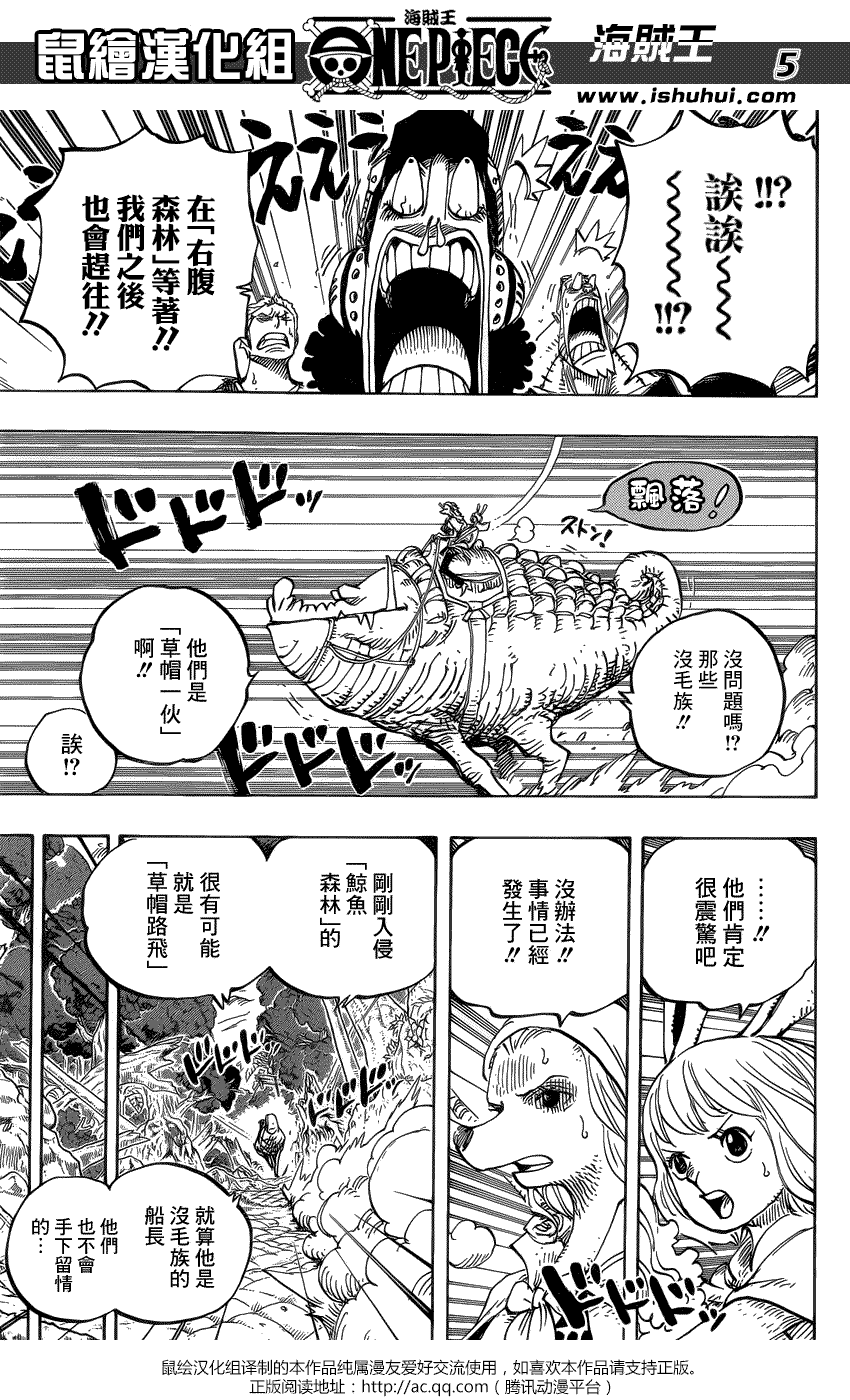 鼠繪漢化組
海賊王
ONE PIECE
海賊王
5
www.ishuhui.com
!!?
誒誒
~~~~
~~~~!!?
えええ
えええ
在「右腹
森林」等著!!
我們之後
也會趕往!!
飄落!
ストン!
ドドドドッ
沒問題嗎!?
那些
沒毛族!!
他們是
「草帽一伙」
啊!!
誒!?
ドドドドッ
……!!
他們肯定
很震驚吧
沒辦法!!
事情已經
發生了!!
ドドドド
剛剛入侵
「鯨魚
森林」的
很有可能
就是
「草帽路飛」
ドドド
ドドド
就算他是
沒毛族的
船長
他們
也不會
手下留情
的…
鼠绘汉化组译制的本作品纯属漫友爱好交流使用，如喜欢本作品请支持正版。
正版阅读地址：http://ac.qq.com（腾讯动漫平台）